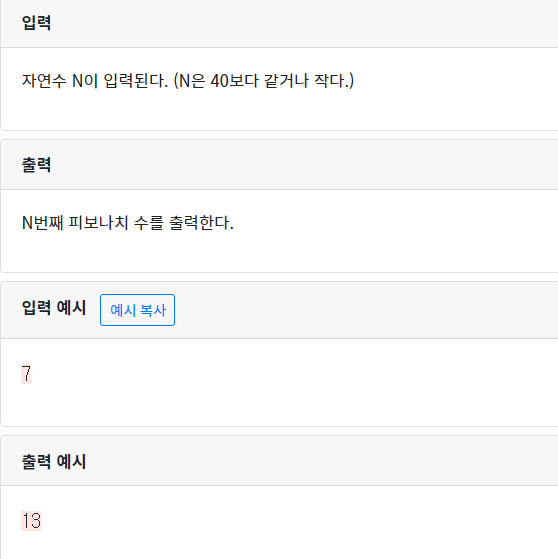 입력
자연수 N이 입력된다. (N은 40보다 같거나 작다.)
출력
N번째 피보나치 수를 출력한다.
입력 예시 예시 복사
7
출력 예시
13